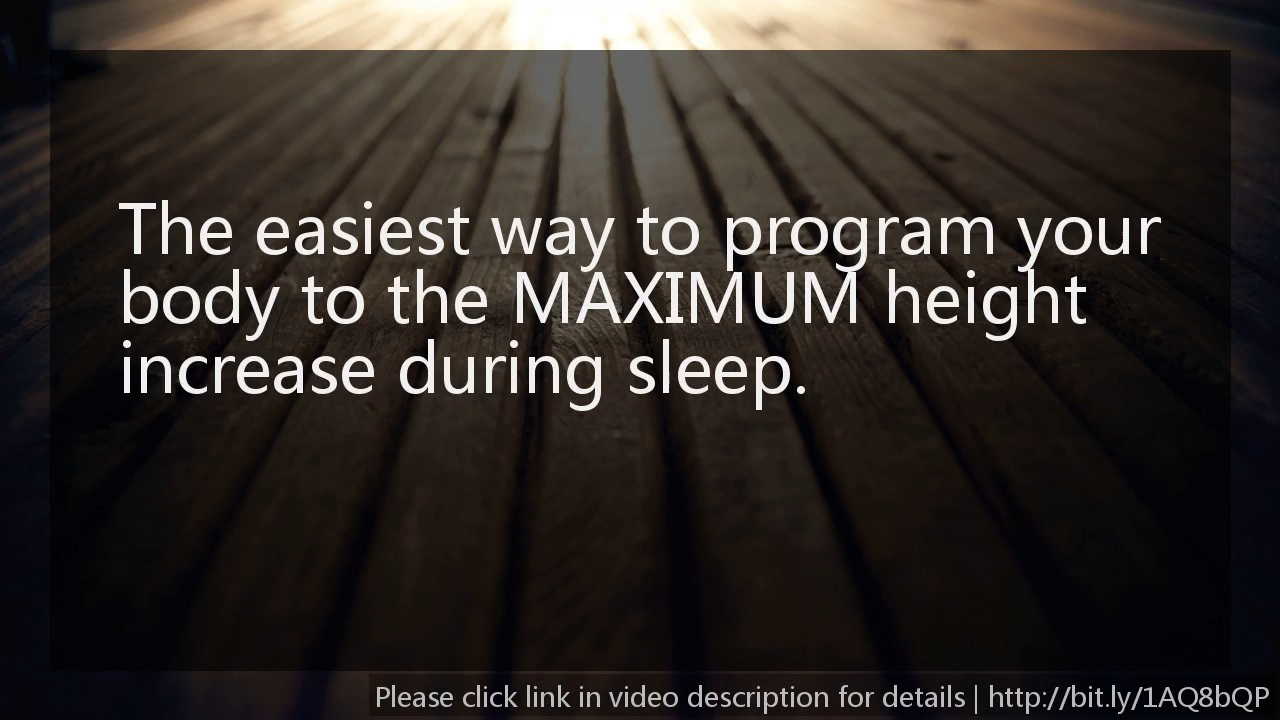 The easiest way to program your
body to the MAXIMUM height
increase during sleep.
Please click link in video description for details | http://bit.ly/1AQ8bQP